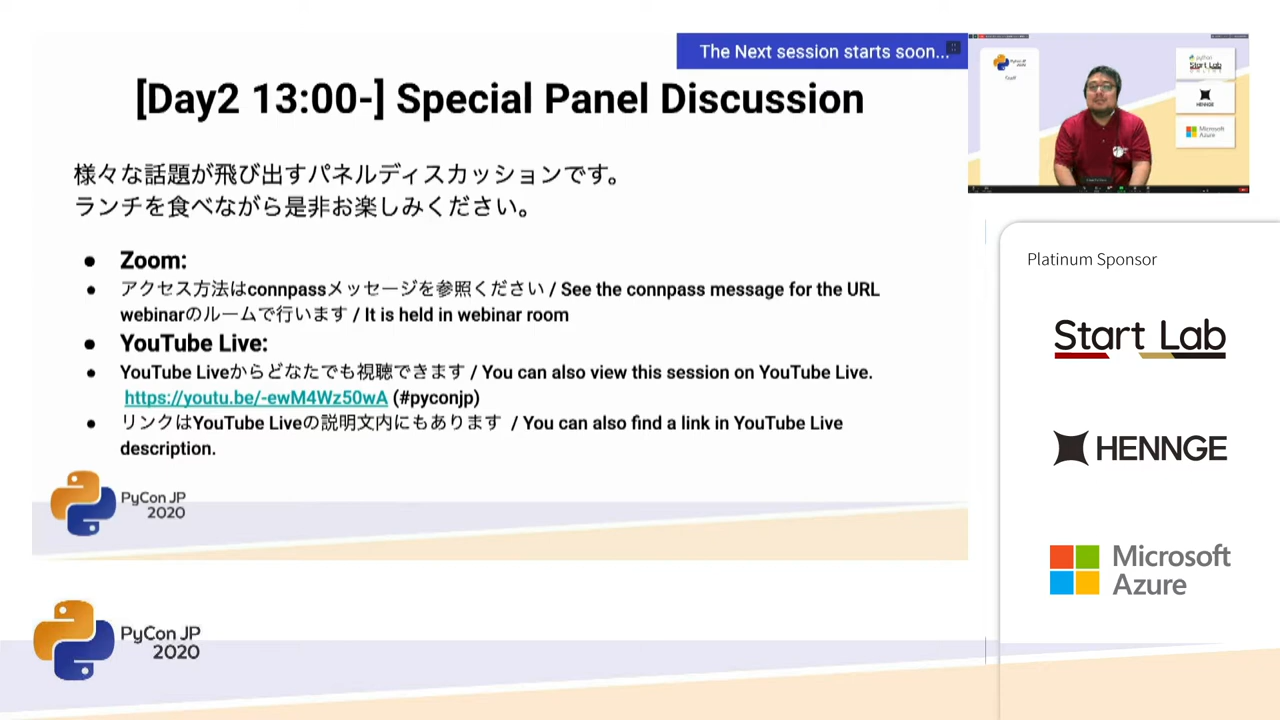 The Next session starts soon...
[Day2 13:00-] Special Panel Discussion
様々な話題が飛び出すパネルディスカッションです。
ランチを食べながら是非お楽しみください。
● Zoom:
● アクセス方法はconnpassメッセージを参照ください / See the connpass message for the URL
webinarのルームで行います / It is held in webinar room
● YouTube Live:
● YouTube Liveからどなたでも視聴できます / You can also view this session on YouTube Live.
https://youtu.be/-ewM4Wz50wA (#pyconjp)
● リンクはYouTube Liveの説明文内にもあります / You can also find a link in YouTube Live
description.
PyCon JP
2020
python
Start Lab
HENNGE
Microsoft
Azure
Platinum Sponsor
Start Lab
HENNGE
Microsoft
Azure
PyCon JP
2020